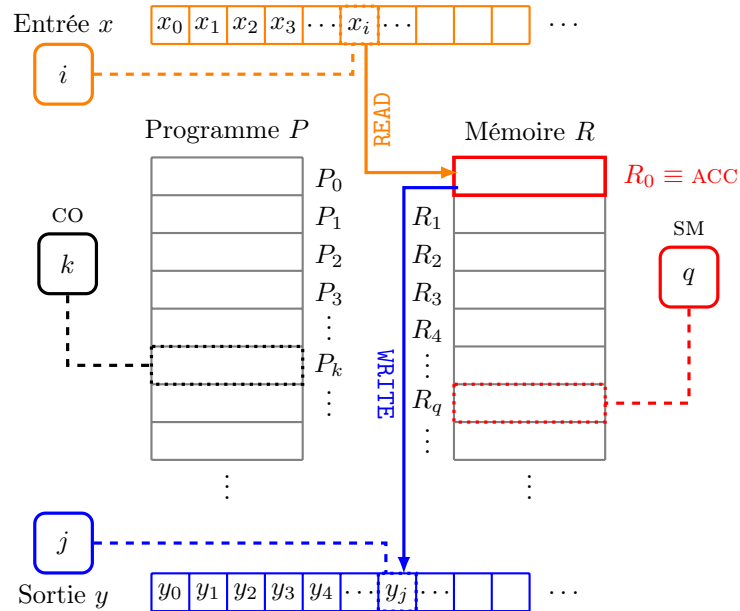 Entrée x
x0 x1 x2 x3 ⋯ xi ⋯ ⋯
i
READ
Programme P
Mémoire R
P0
R0 ≡ ACC
CO
P1
R1
SM
k
P2
R2
q
P3
R3
⋮
R4
Pk
⋮
WRITE
⋮
Rq
⋮
⋮
⋮
j
Sortie y
y0 y1 y2 y3 y4 ⋯ yj ⋯ ⋯